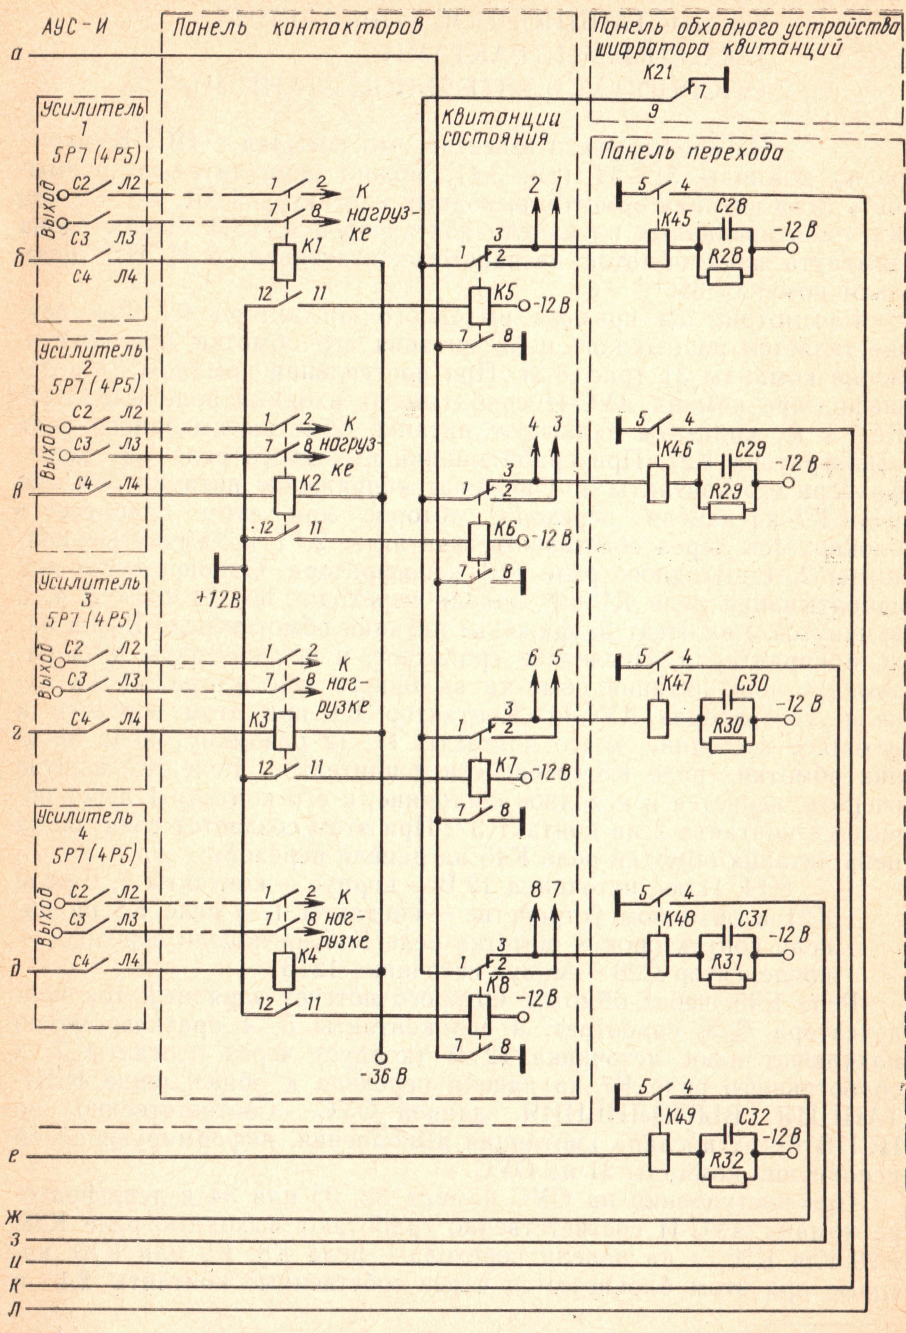 АУС-И
Панель контакторов
Панель обходного устройства
шифратора квитанций
а
К21
7
9
Усилитель
1
5Р7 (4Р5)
Квитанции
состояния
Панель перехода
Выход
С2 Л2
1 2
К
нагруз-
ке
7 8
С3 Л3
С4 Л4
б
К1
12 11
2 1
3
1 2
К5
-12 В
7 8
5 4
К45
С28
R28
-12 В
Усилитель
2
5Р7 (4Р5)
Выход
С2 Л2
1 2
К
нагруз-
ке
С3 Л3
7 8
С4 Л4
в
К2
12 11
+12В
4 3
3
1 2
К6
-12 В
7 8
5 4
К46
С29
R29
-12 В
Усилитель
3
5Р7 (4Р5)
Выход
С2 Л2
1 2
К
наг-
рузке
С3 Л3
7 8
С4 Л4
г
К3
12 11
6 5
3
1 2
К7
-12 В
7 8
5 4
К47
С30
R30
-12 В
Усилитель
4
5Р7 (4Р5)
Выход
С2 Л2
1 2
К
наг-
рузке
С3 Л3
7 8
С4 Л4
д
К4
12 11
-36 В
8 7
3
1 2
К8
-12 В
7 8
5 4
К48
С31
R31
-12 В
5 4
К49
С32
R32
-12 В
е
ж
з
и
к
л